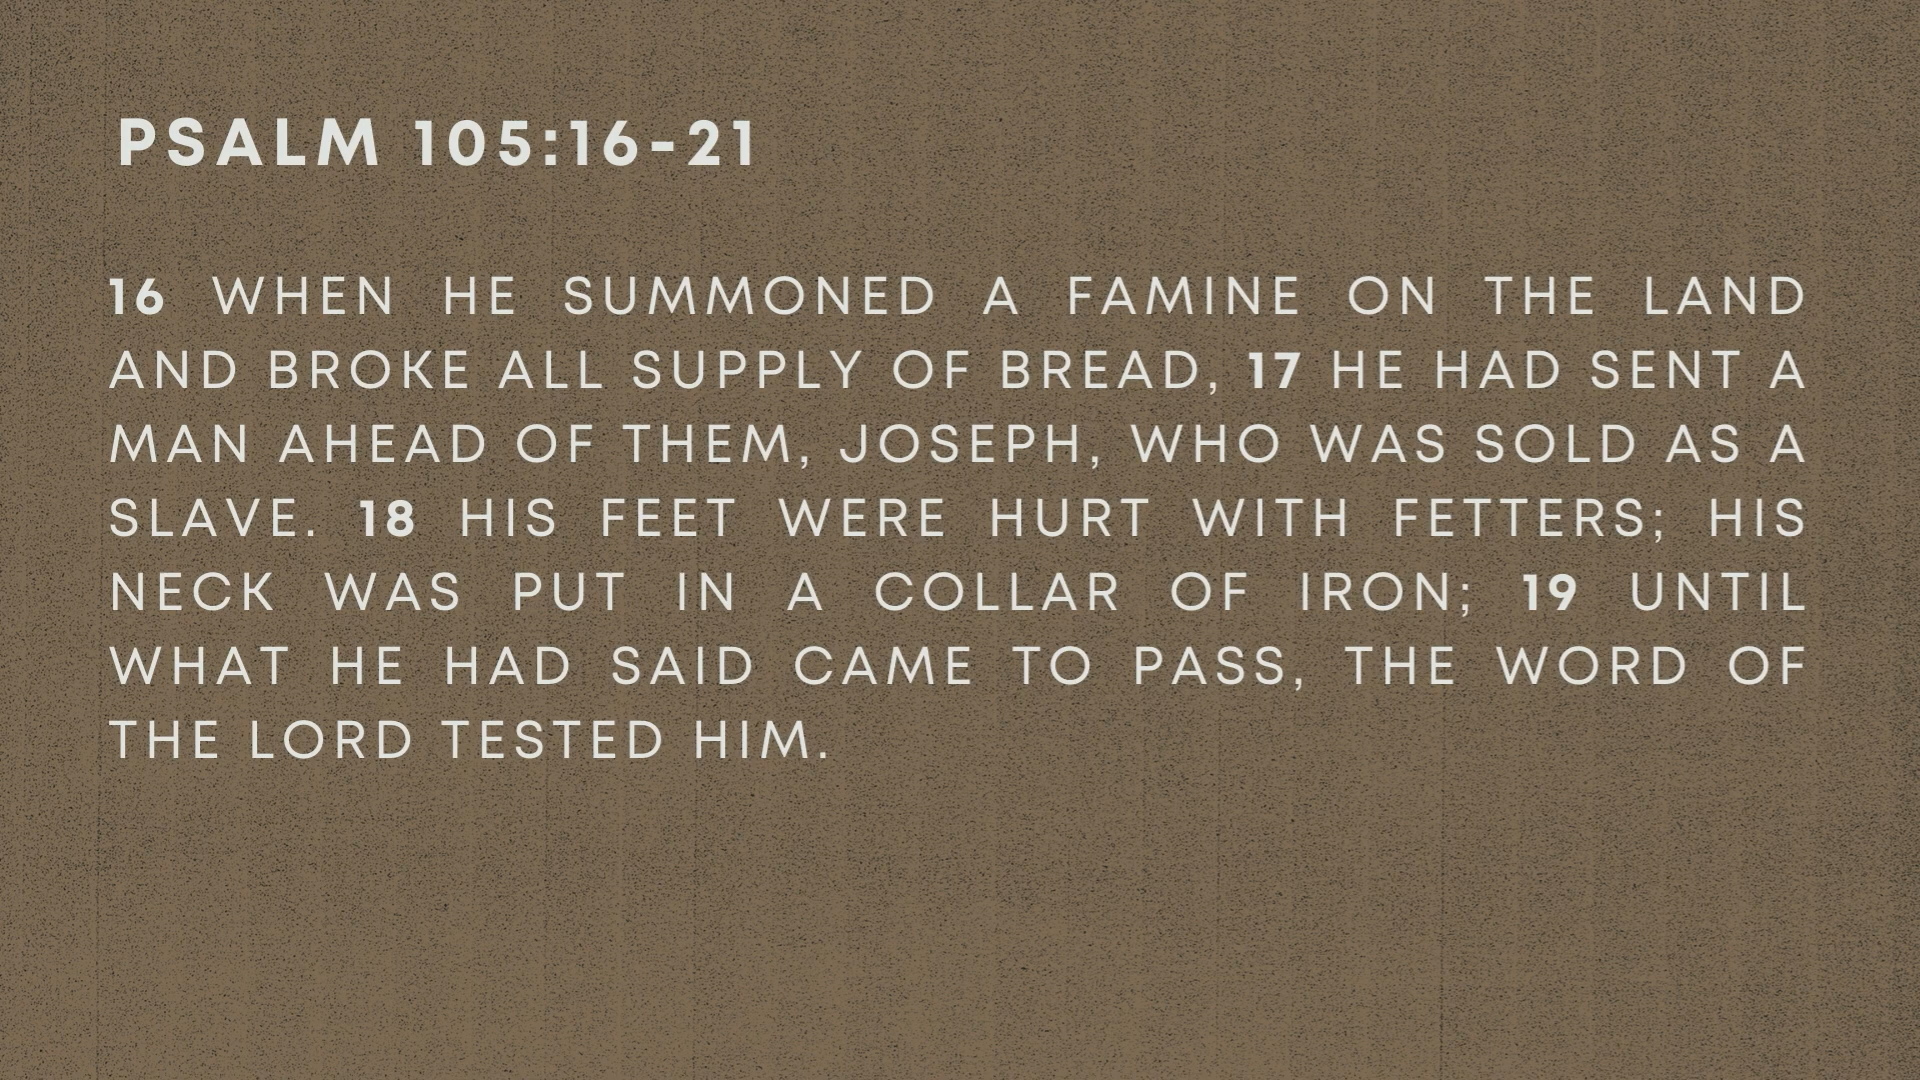 PSALM 105:16-21
16 WHEN HE SUMMONED A FAMINE ON THE LAND
AND BROKE ALL SUPPLY OF BREAD, 17 HE HAD SENT A
MAN AHEAD OF THEM, JOSEPH, WHO WAS SOLD AS A
SLAVE. 18 HIS FEET WERE HURT WITH FETTERS; HIS
NECK WAS PUT IN A COLLAR OF IRON; 19 UNTIL
WHAT HE HAD SAID CAME TO PASS, THE WORD OF
THE LORD TESTED HIM.